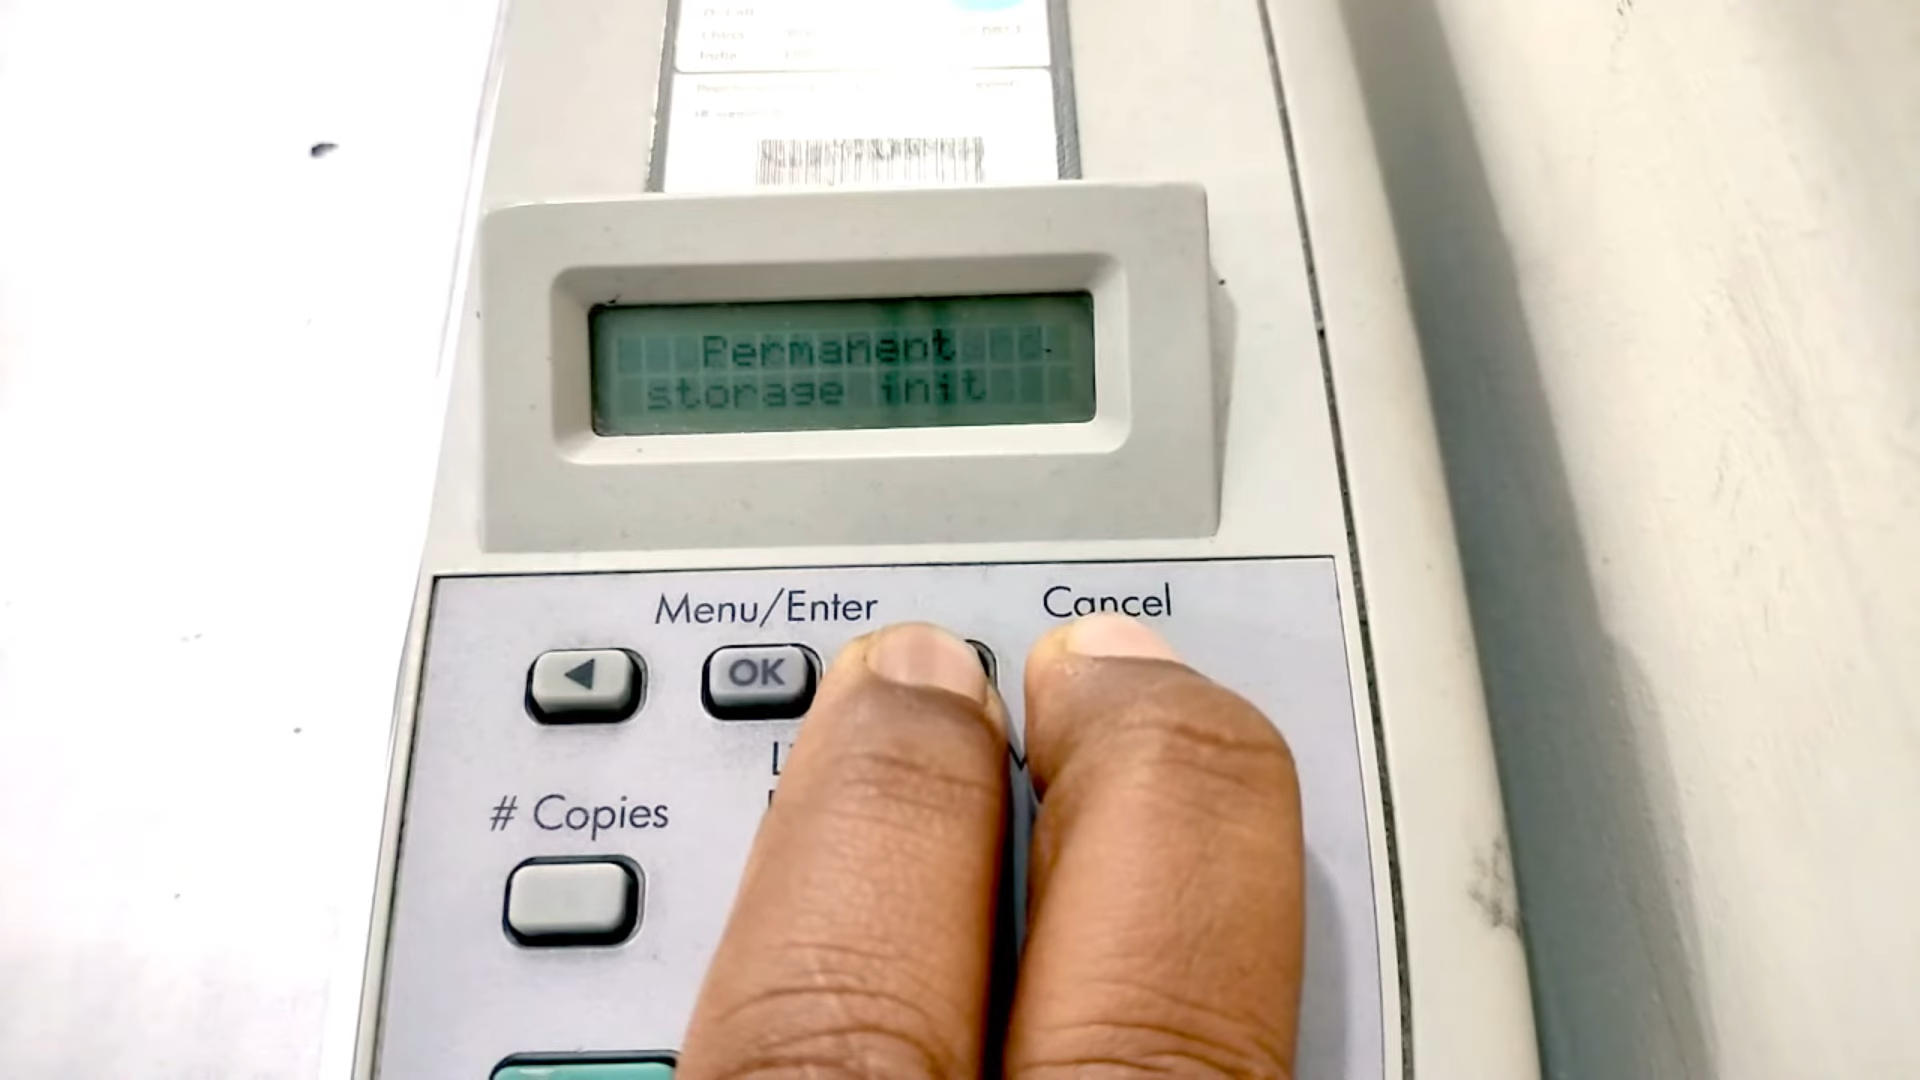 Permanent
storage init
Menu/Enter
Cancel
OK
# Copies